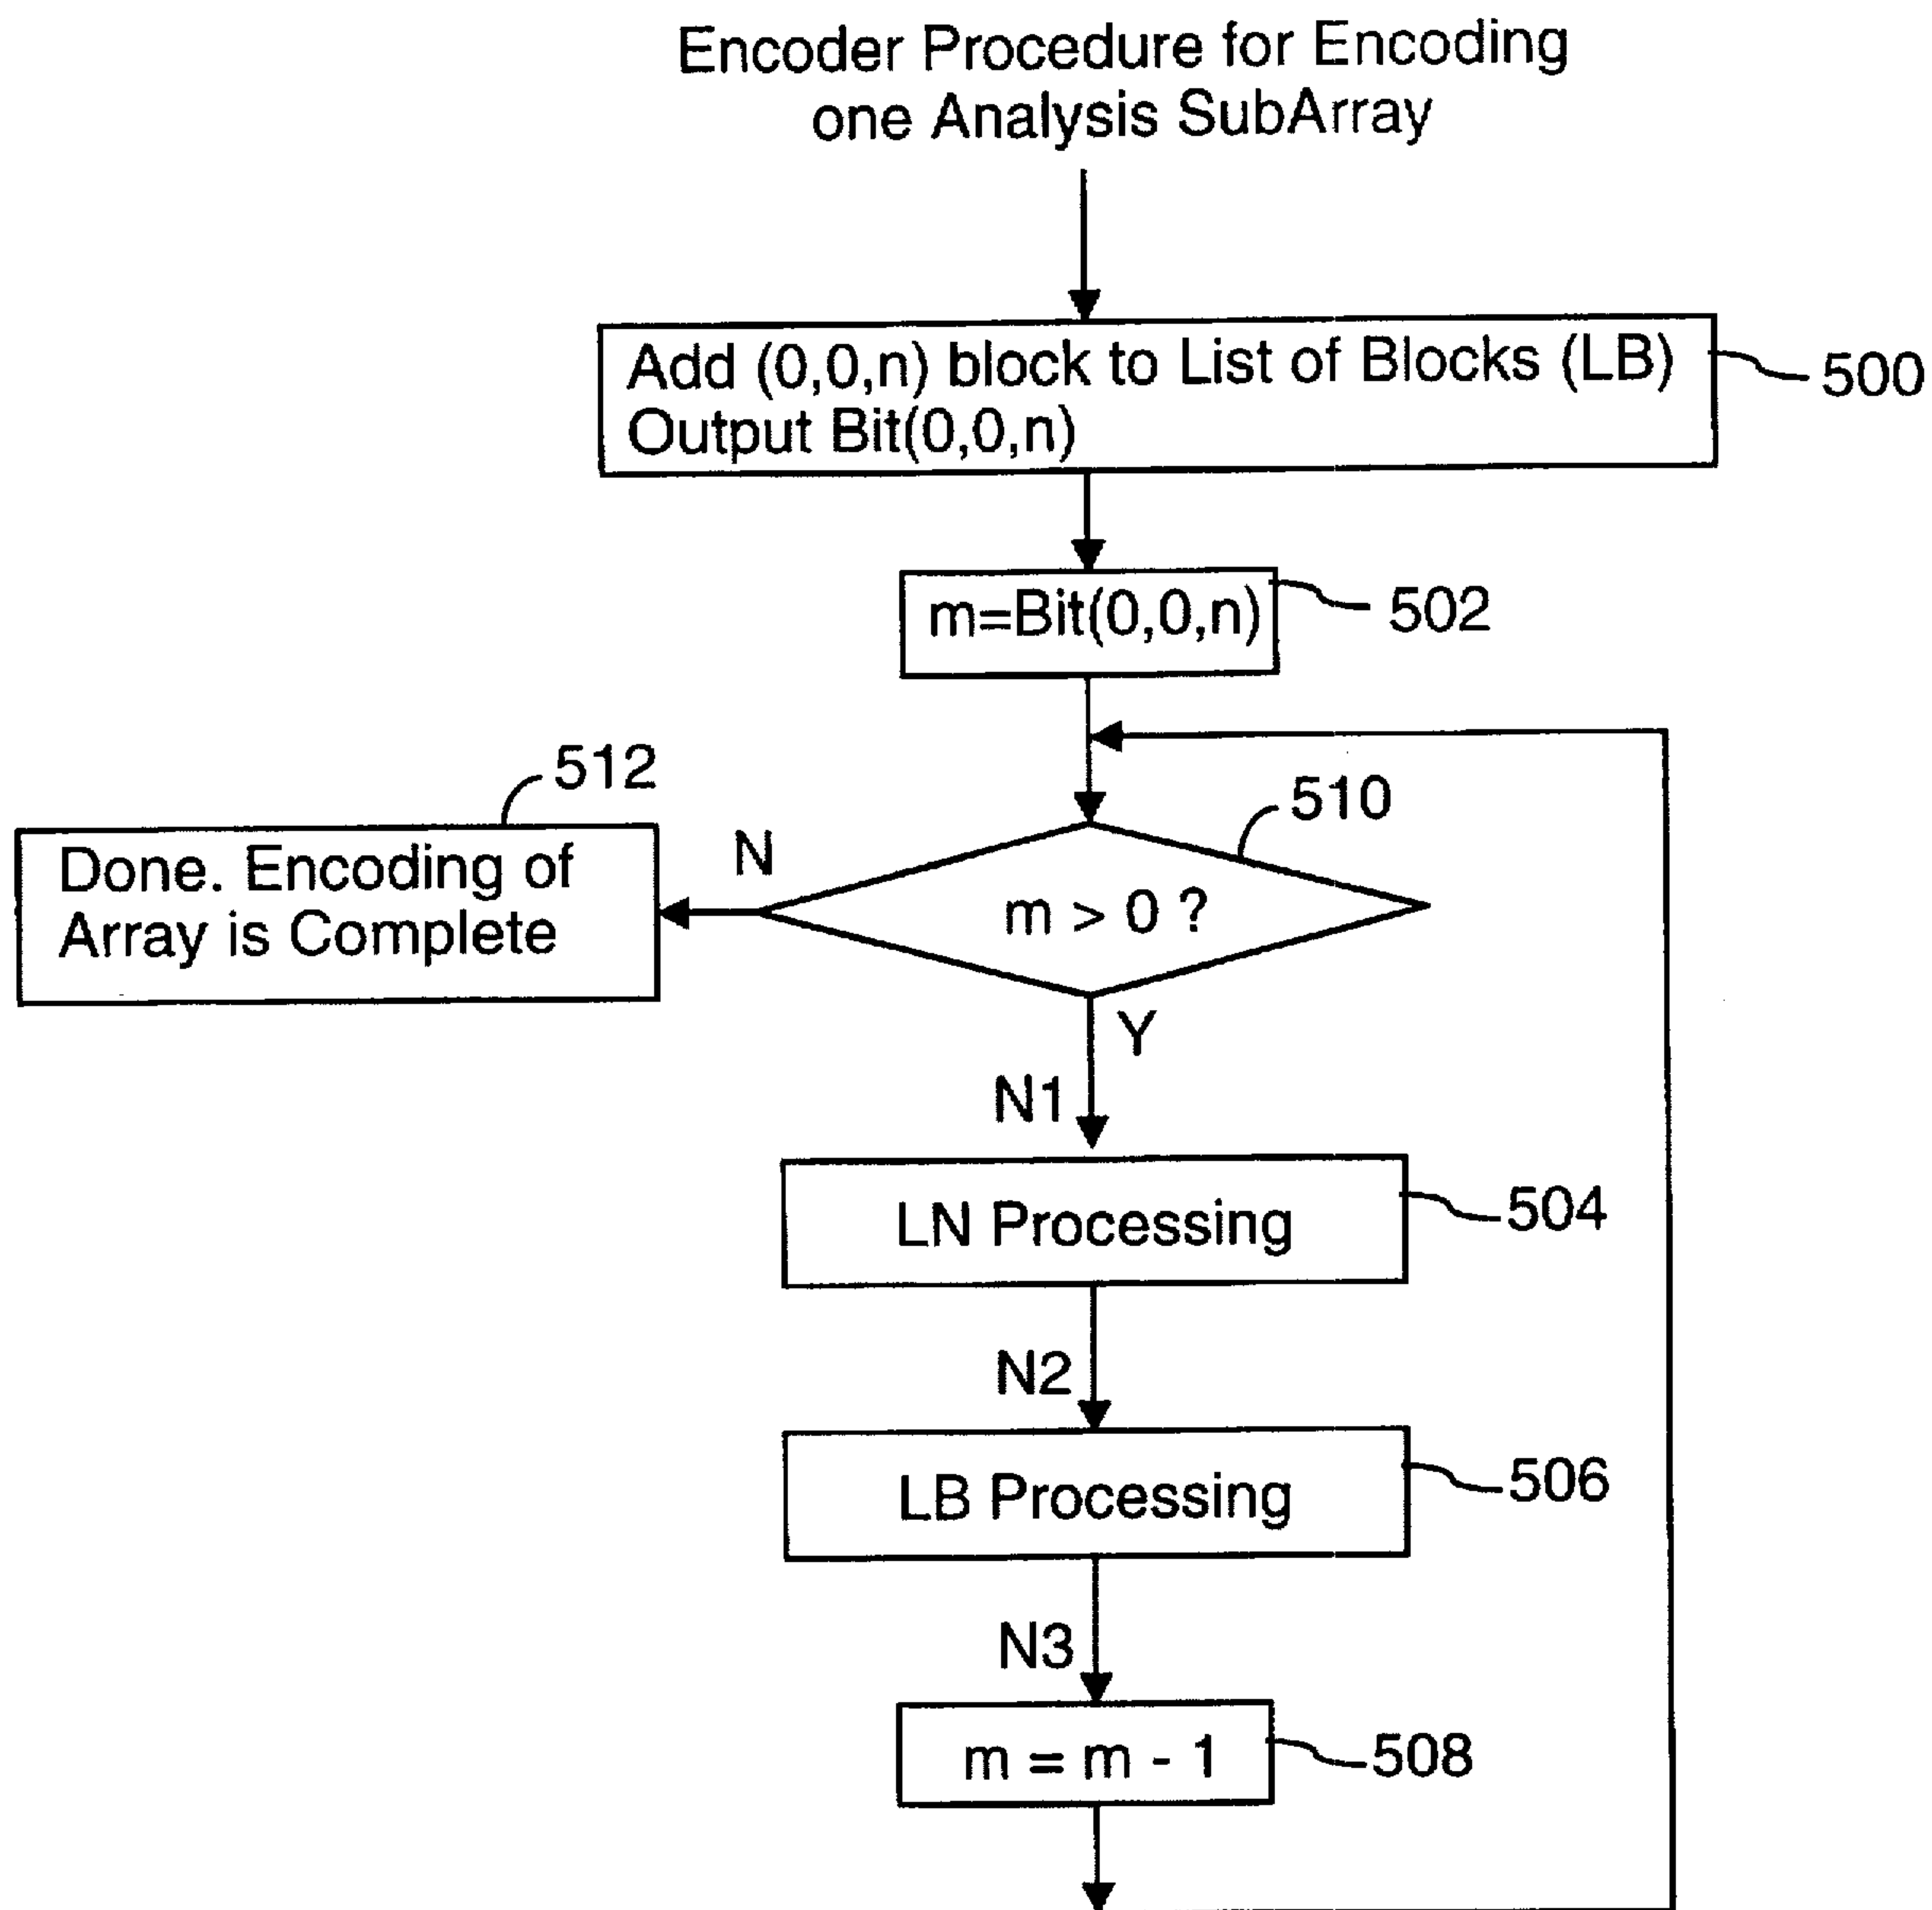 Encoder Procedure for Encoding
one Analysis SubArray
Add (0,0,n) block to List of Blocks (LB)
Output Bit(0,0,n)
500
m=Bit(0,0,n)
502
512
510
Done. Encoding of
Array is Complete
N
m > 0 ?
Y
N1
LN Processing
504
N2
LB Processing
506
N3
m = m - 1
508